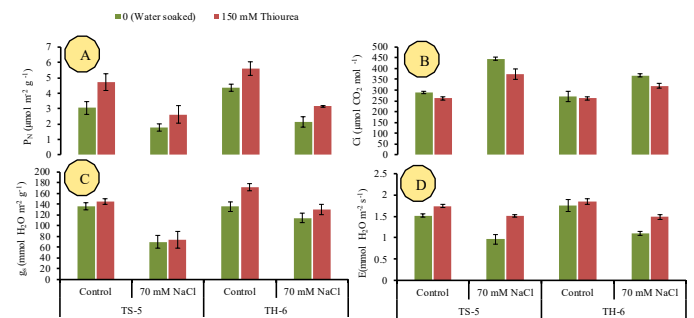 0 (Water soaked) 150 mM Thiourea
A
P_N (µmol m⁻² g⁻¹)
7
6
5
4
3
2
1
0
B
Ci (µmol CO₂ mol⁻¹)
500
450
400
350
300
250
200
150
100
50
0
C
gₛ (mmol H₂O m⁻² g⁻¹)
200
180
160
140
120
100
80
60
40
20
0
Control 70 mM NaCl Control 70 mM NaCl
TS-5 TH-6
D
E(mmol H₂O m⁻² s⁻¹)
2.5
2
1.5
1
0.5
0
Control 70 mM NaCl Control 70 mM NaCl
TS-5 TH-6